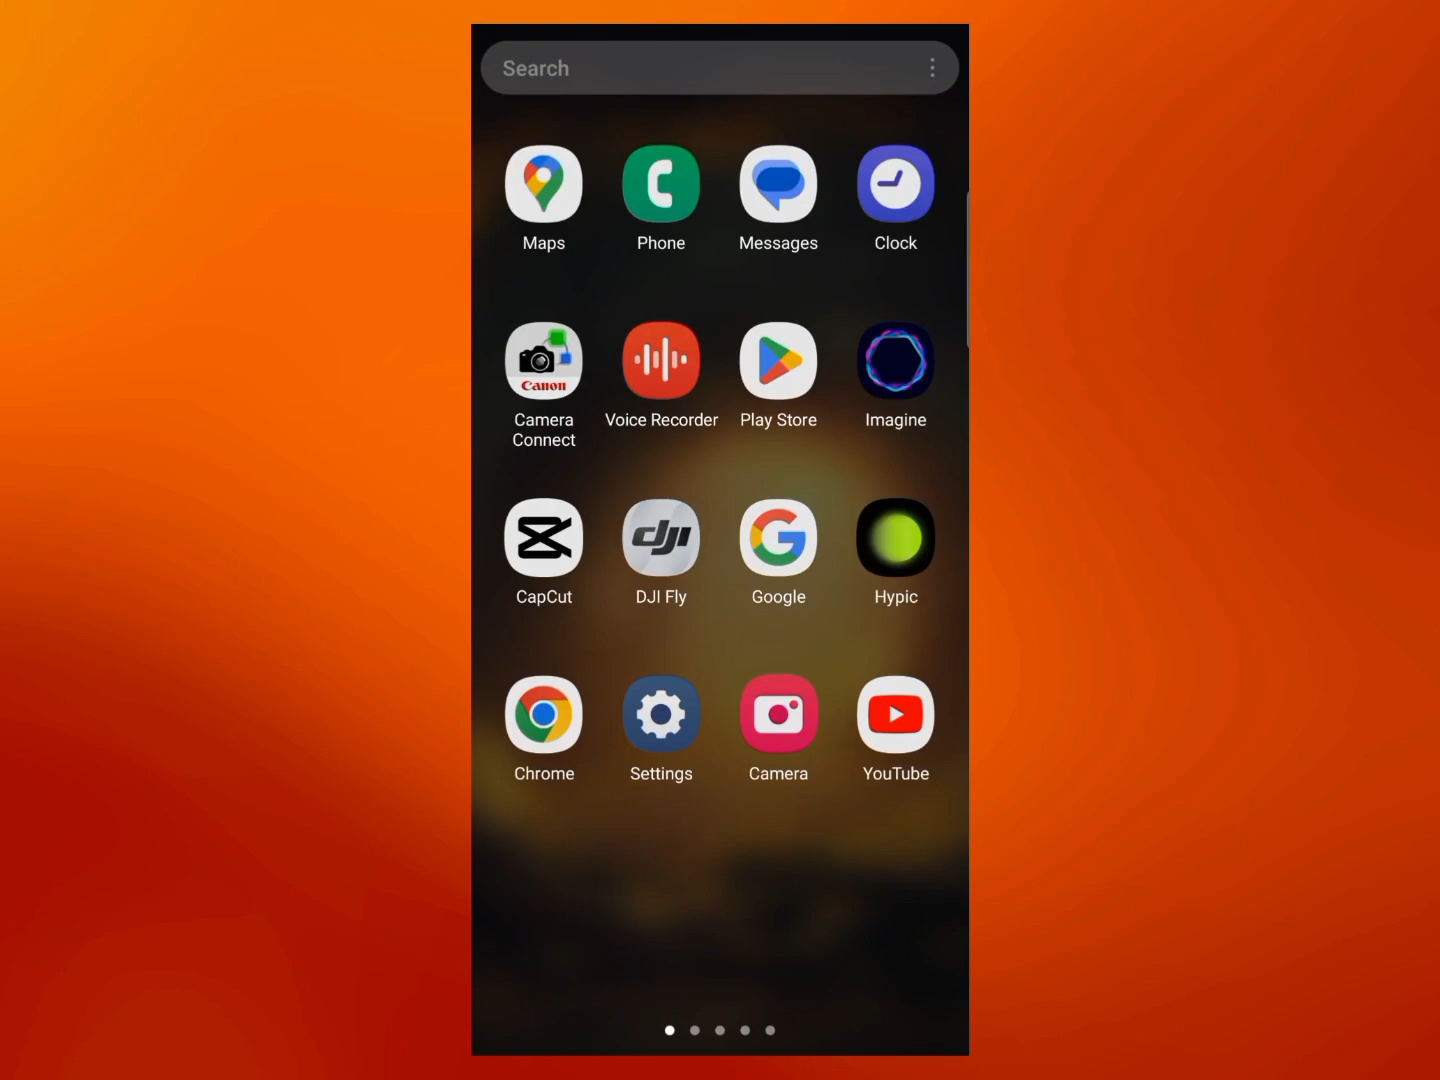 Search
Maps
Phone
Messages
Clock
Canon
Camera
Connect
Voice Recorder
Play Store
Imagine
dji
CapCut
DJI Fly
Google
Hypic
Chrome
Settings
Camera
YouTube